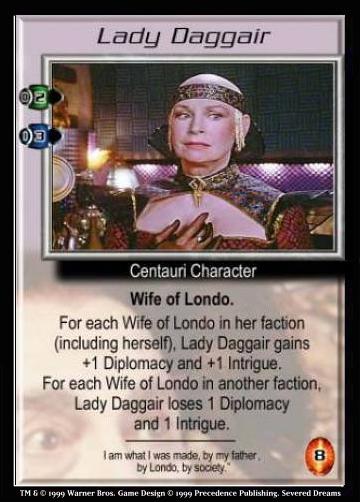 Lady Daggair
2
3
Centauri Character
Wife of Londo.
For each Wife of Londo in her faction
(including herself), Lady Daggair gains
+1 Diplomacy and +1 Intrigue.
For each Wife of Londo in another faction,
Lady Daggair loses 1 Diplomacy
and 1 Intrigue.
I am what I was made, by my father,
by Londo, by society."
8
TM & © 1999 Warner Bros. Game Design © 1999 Precedence Publishing. Severed Dreams